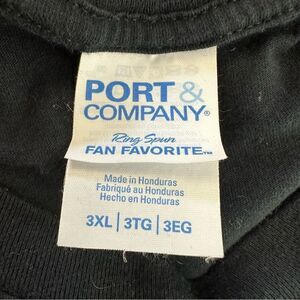 PORT &
COMPANY®
Ring Spun
FAN FAVORITE™
Made in Honduras
Fabriqué au Honduras
Hecho en Honduras
3XL | 3TG | 3EG